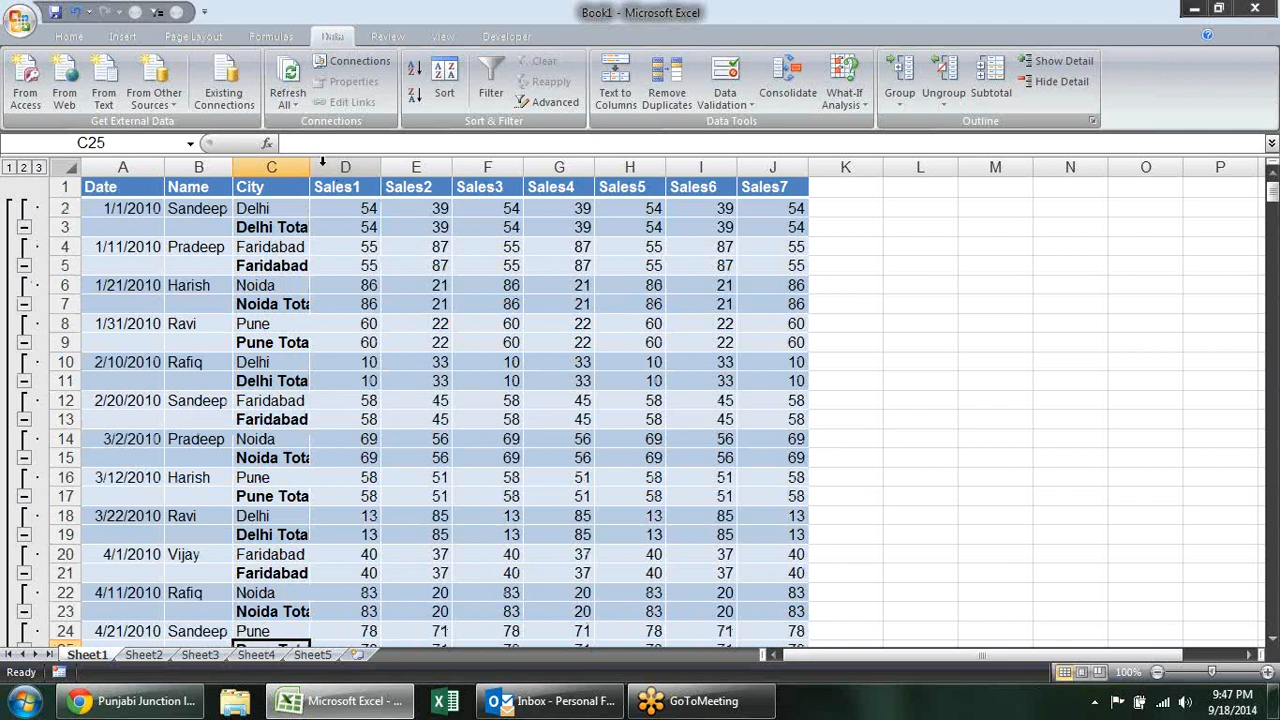 Book1 - Microsoft Excel
Home Insert Page Layout Formulas Data Review View Developer
From Access From Web From Text From Other Sources Existing Connections Refresh All Connections Properties Edit Links Sort Filter Clear Reapply Advanced Text to Columns Remove Duplicates Data Validation Consolidate What-If Analysis Group Ungroup Subtotal Show Detail Hide Detail
Get External Data Connections Sort & Filter Data Tools Outline
C25 fx
1 2 3 A B C D E F G H I J K L M N O P
1 Date Name City Sales1 Sales2 Sales3 Sales4 Sales5 Sales6 Sales7
2 1/1/2010 Sandeep Delhi 54 39 54 39 54 39 54
3 Delhi Tota 54 39 54 39 54 39 54
4 1/11/2010 Pradeep Faridabad 55 87 55 87 55 87 55
5 Faridabad 55 87 55 87 55 87 55
6 1/21/2010 Harish Noida 86 21 86 21 86 21 86
7 Noida Tota 86 21 86 21 86 21 86
8 1/31/2010 Ravi Pune 60 22 60 22 60 22 60
9 Pune Tota 60 22 60 22 60 22 60
10 2/10/2010 Rafiq Delhi 10 33 10 33 10 33 10
11 Delhi Tota 10 33 10 33 10 33 10
12 2/20/2010 Sandeep Faridabad 58 45 58 45 58 45 58
13 Faridabad 58 45 58 45 58 45 58
14 3/2/2010 Pradeep Noida 69 56 69 56 69 56 69
15 Noida Tota 69 56 69 56 69 56 69
16 3/12/2010 Harish Pune 58 51 58 51 58 51 58
17 Pune Tota 58 51 58 51 58 51 58
18 3/22/2010 Ravi Delhi 13 85 13 85 13 85 13
19 Delhi Tota 13 85 13 85 13 85 13
20 4/1/2010 Vijay Faridabad 40 37 40 37 40 37 40
21 Faridabad 40 37 40 37 40 37 40
22 4/11/2010 Rafiq Noida 83 20 83 20 83 20 83
23 Noida Tota 83 20 83 20 83 20 83
24 4/21/2010 Sandeep Pune 78 71 78 71 78 71 78
Sheet1 Sheet2 Sheet3 Sheet4 Sheet5
Ready 100%
Punjabi Junction I... Microsoft Excel - ... Inbox - Personal F... GoToMeeting 9:47 PM
9/18/2014